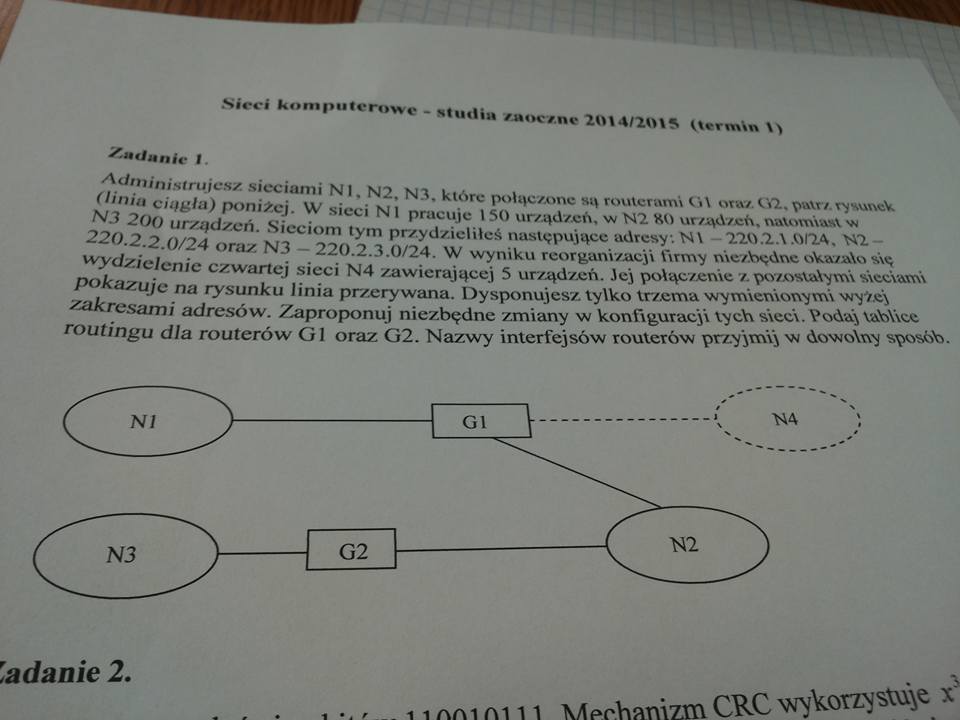 Sieci komputerowe - studia zaoczne 2014/2015 (termin 1)
Zadanie 1.
Administrujesz sieciami N1, N2, N3, które połączone są routerami G1 oraz G2, patrz rysunek
(linia ciągła) poniżej. W sieci N1 pracuje 150 urządzeń, w N2 80 urządzeń, natomiast w
N3 200 urządzeń. Sieciom tym przydzieliłeś następujące adresy: N1 – 220.2.1.0/24, N2 –
220.2.2.0/24 oraz N3 – 220.2.3.0/24. W wyniku reorganizacji firmy niezbędne okazało się
wydzielenie czwartej sieci N4 zawierającej 5 urządzeń. Jej połączenie z pozostałymi sieciami
pokazuje na rysunku linia przerywana. Dysponujesz tylko trzema wymienionymi wyżej
zakresami adresów. Zaproponuj niezbędne zmiany w konfiguracji tych sieci. Podaj tablice
routingu dla routerów G1 oraz G2. Nazwy interfejsów routerów przyjmij w dowolny sposób.
N1
G1
N4
N3
G2
N2
Zadanie 2.
110010111. Mechanizm CRC wykorzystuje x³